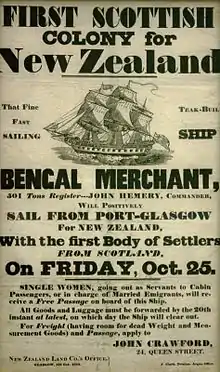 FIRST SCOTTISH
COLONY for
New Zealand
That Fine
FAST
SAILING
TEAK-Built
SHIP
BENGAL MERCHANT,
501 Tons Register—JOHN HEMERY, COMMANDER,
WILL POSITIVELY
SAIL FROM PORT-GLASGOW
For NEW ZEALAND,
With the first Body of Settlers
FROM SCOTLAND,
On FRIDAY, Oct. 25.
SINGLE WOMEN, going out as Servants to Cabin
Passengers, or in charge of Married Emigrants, will re-
ceive a Free Passage on board of this Ship.
All Goods and Luggage must be forwarded by the 20th
instant at latest, on which day the Ship will clear out.
For Freight (having room for dead Weight and Mea-
surement Goods) and Passage, apply to
JOHN CRAWFORD,
24, QUEEN STREET.
NEW ZEALAND LAND CO.'S OFFICE,